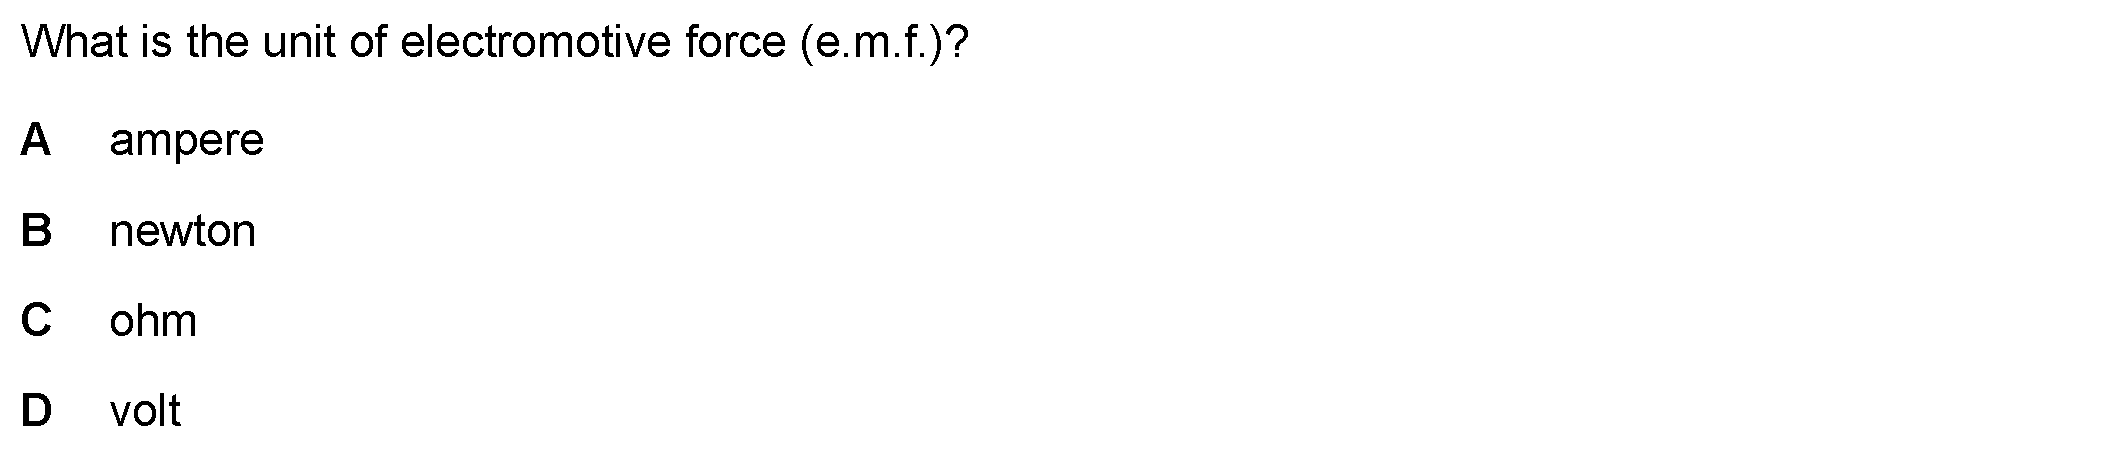 What is the unit of electromotive force (e.m.f.)?
A ampere
B newton
C ohm
D volt